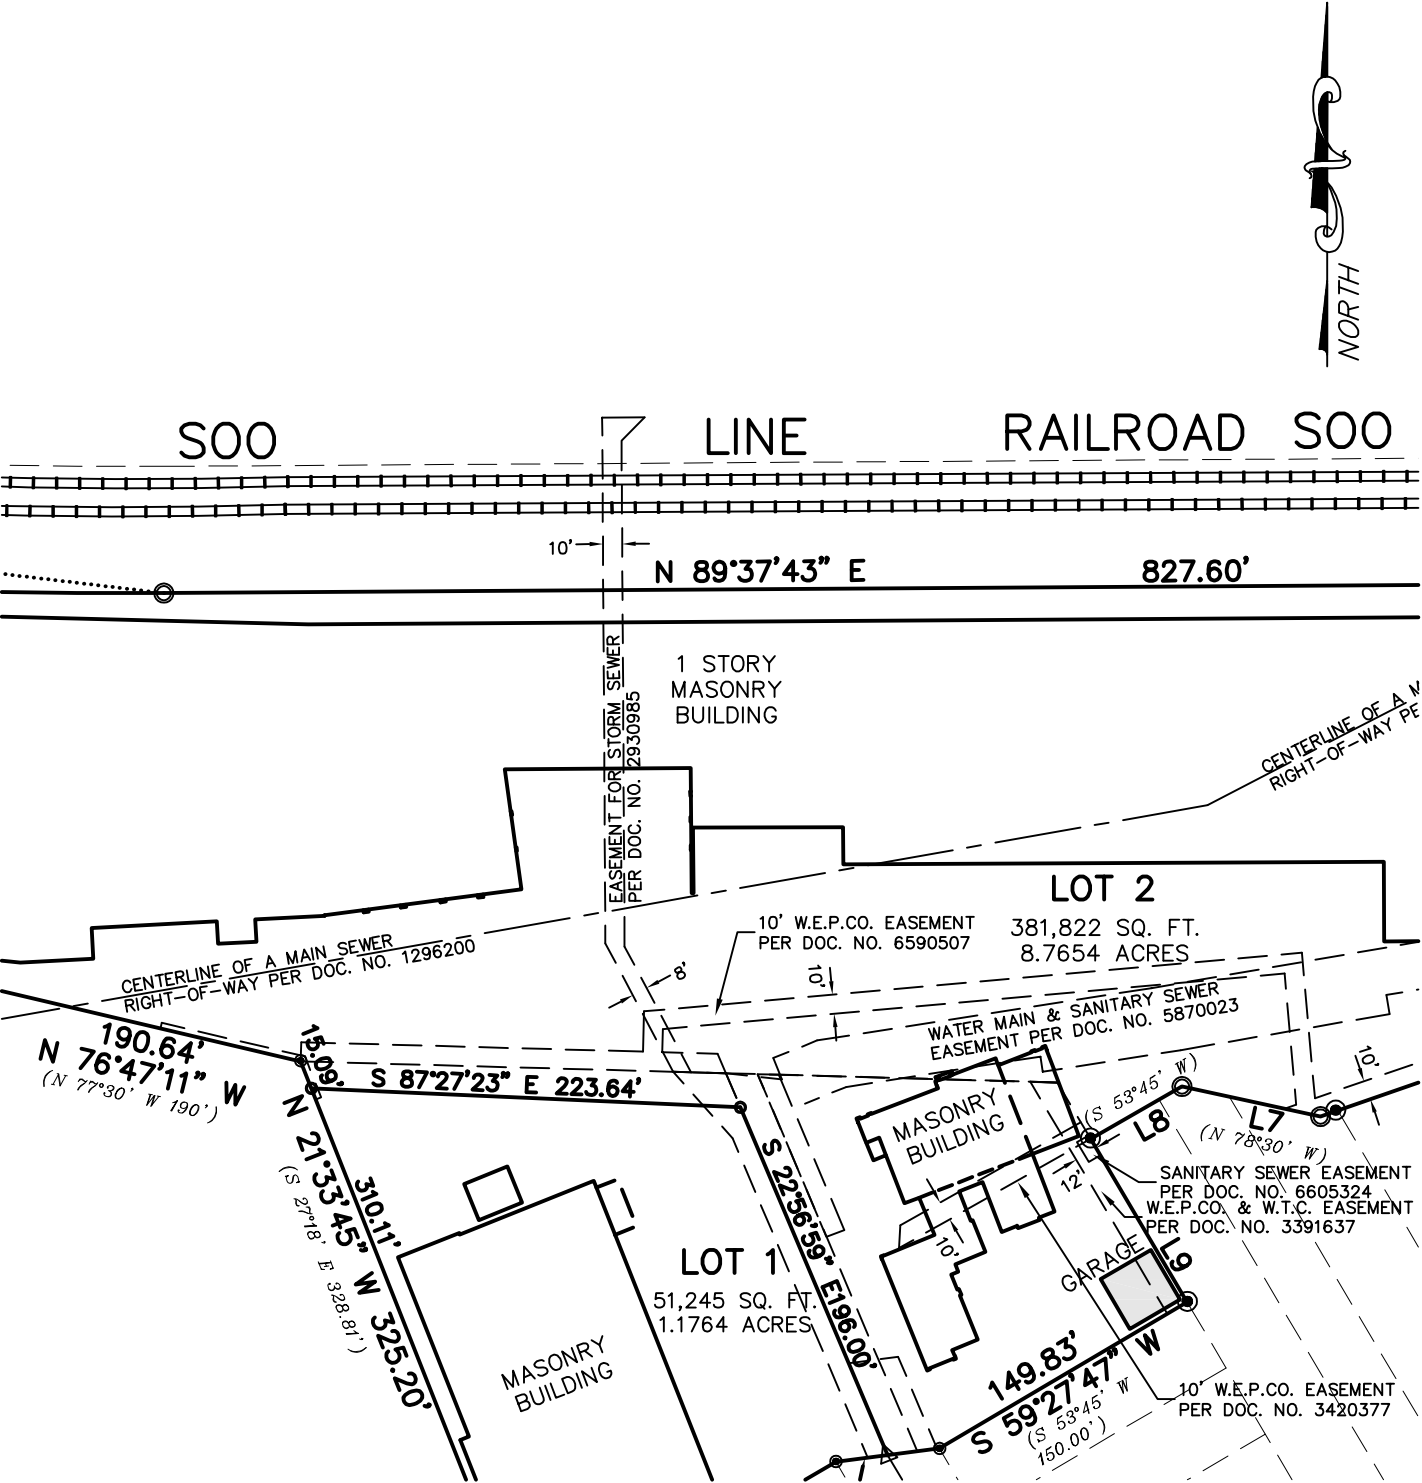 NORTH
SOO LINE RAILROAD SOO
10'
N 89°37'43" E 827.60'
EASEMENT FOR STORM SEWER
PER DOC. NO. 2930985
1 STORY
MASONRY
BUILDING
CENTERLINE OF A M
RIGHT-OF-WAY PE
LOT 2
381,822 SQ. FT.
8.7654 ACRES
10' W.E.P.CO. EASEMENT
PER DOC. NO. 6590507
CENTERLINE OF A MAIN SEWER
RIGHT-OF-WAY PER DOC. NO. 1296200
8'
10'
WATER MAIN & SANITARY SEWER
EASEMENT PER DOC. NO. 5870023
190.64'
N 76°47'11" W
(N 77°30' W 190')
15.09'
S 87°27'23" E 223.64'
10'
MASONRY
BUILDING
(S 53°45' W)
L8
L7
(N 78°30' W)
12'
SANITARY SEWER EASEMENT
PER DOC. NO. 6605324
W.E.P.CO. & W.T.C. EASEMENT
PER DOC. NO. 3391637
310.11'
N 21°33'45" W 325.20'
(S 27°18' E 328.81')
S 22°56'59" E 196.00'
10'
GARAGE
L9
LOT 1
51,245 SQ. FT.
1.1764 ACRES
MASONRY
BUILDING
149.83'
S 59°27'47" W
(S 53°45' W
150.00')
10' W.E.P.CO. EASEMENT
PER DOC. NO. 3420377